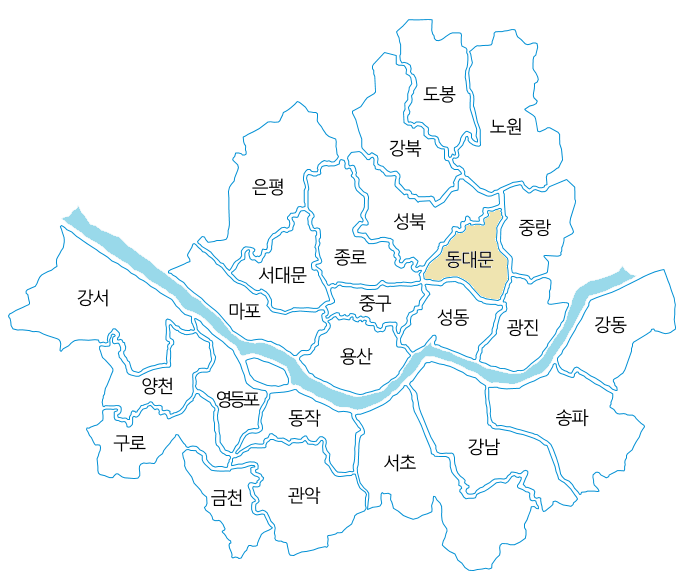 도봉
노원
강북
은평
성북
중랑
종로
동대문
서대문
강서
중구
마포
성동
광진
강동
용산
양천
영등포
동작
송파
구로
강남
서초
금천
관악